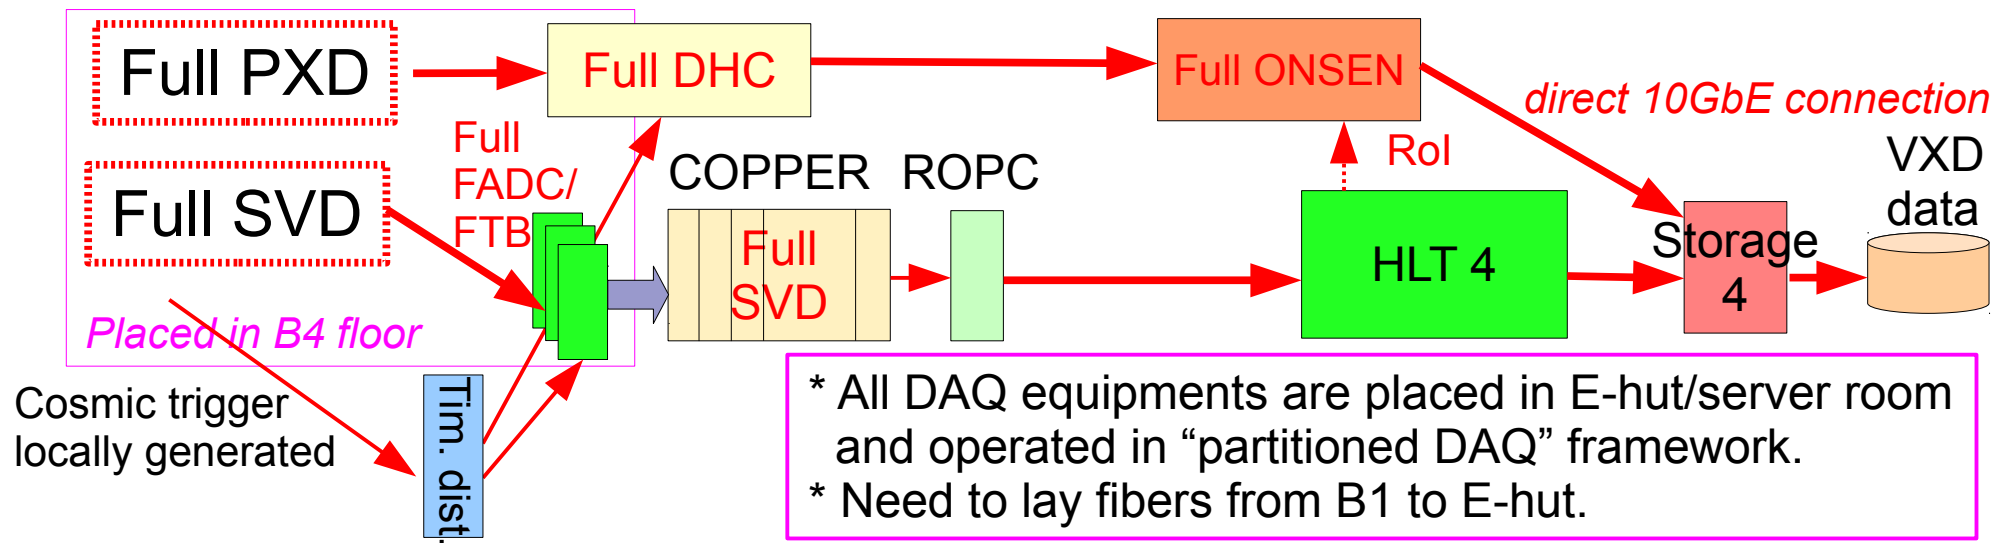 Full PXD
Full DHC
Full ONSEN
direct 10GbE connection
Full
FADC/
FTB
Full SVD
COPPER
ROPC
RoI
VXD
data
Full
SVD
HLT 4
Storage
4
Placed in B4 floor
Cosmic trigger
locally generated
Tim. dist.
* All DAQ equipments are placed in E-hut/server room
and operated in “partitioned DAQ” framework.
* Need to lay fibers from B1 to E-hut.